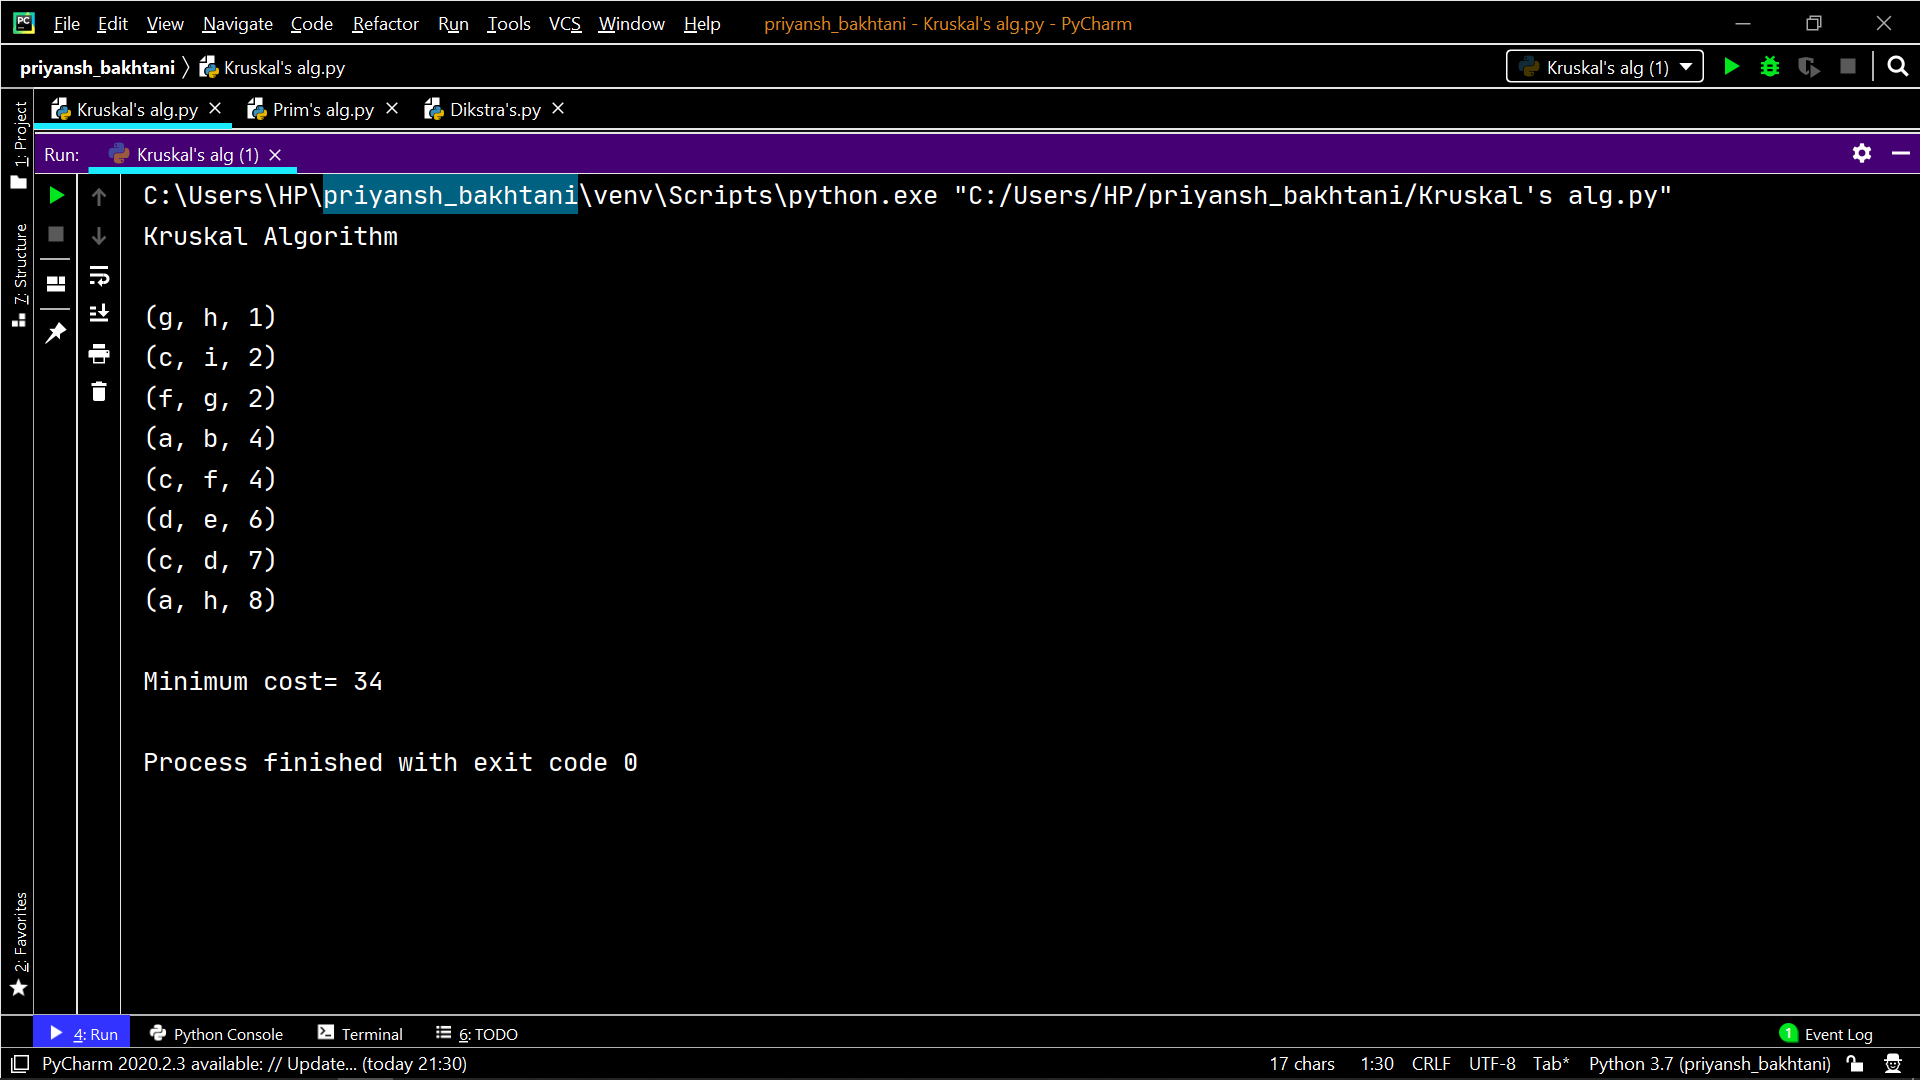 File Edit View Navigate Code Refactor Run Tools VCS Window Help priyansh_bakhtani - Kruskal's alg.py - PyCharm
priyansh_bakhtani Kruskal's alg.py Kruskal's alg (1)
Kruskal's alg.py Prim's alg.py Dikstra's.py
1: Project
7: Structure
2: Favorites
Run: Kruskal's alg (1)
C:\Users\HP\priyansh_bakhtani\venv\Scripts\python.exe "C:/Users/HP/priyansh_bakhtani/Kruskal's alg.py"
Kruskal Algorithm
(g, h, 1)
(c, i, 2)
(f, g, 2)
(a, b, 4)
(c, f, 4)
(d, e, 6)
(c, d, 7)
(a, h, 8)
Minimum cost= 34
Process finished with exit code 0
4: Run Python Console Terminal 6: TODO 1 Event Log
PyCharm 2020.2.3 available: // Update... (today 21:30) 17 chars 1:30 CRLF UTF-8 Tab* Python 3.7 (priyansh_bakhtani)